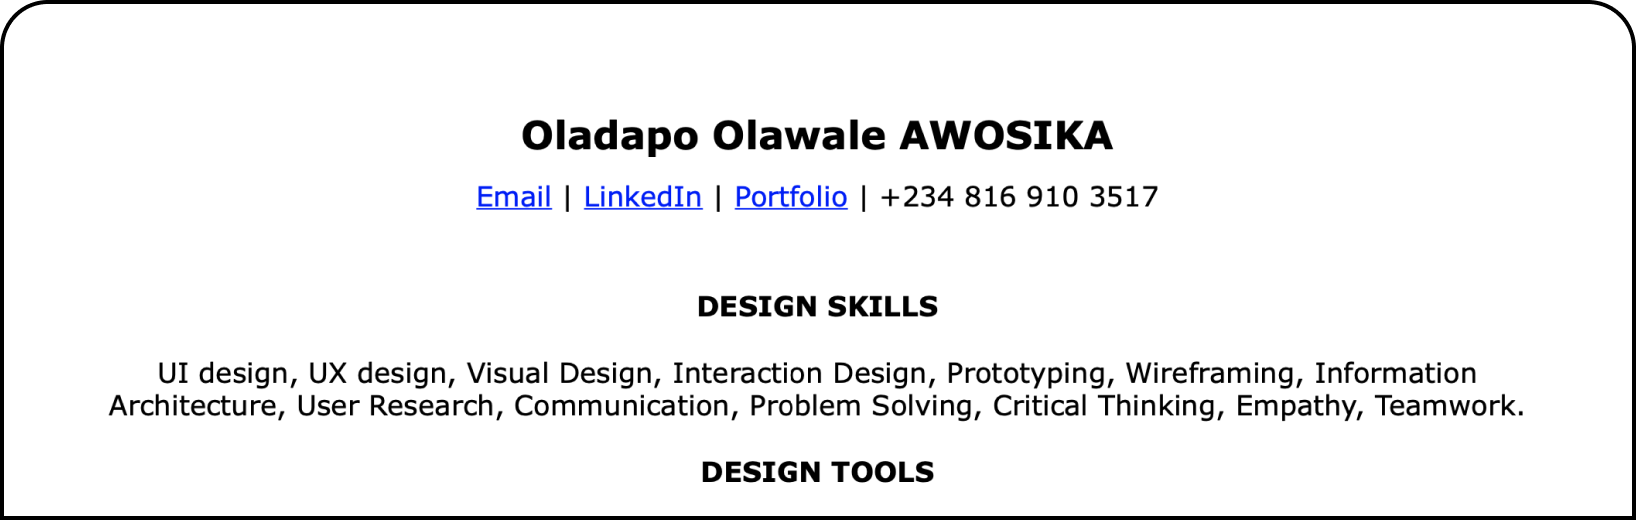 Oladapo Olawale AWOSIKA
Email | LinkedIn | Portfolio | +234 816 910 3517
DESIGN SKILLS
UI design, UX design, Visual Design, Interaction Design, Prototyping, Wireframing, Information
Architecture, User Research, Communication, Problem Solving, Critical Thinking, Empathy, Teamwork.
DESIGN TOOLS